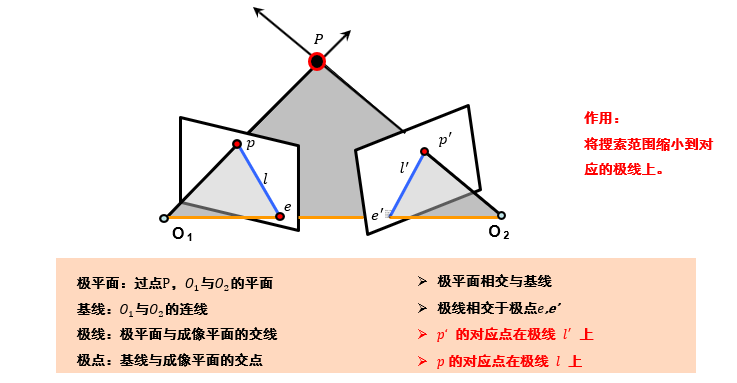 P
作用:
将搜索范围缩小到对
应的极线上。
p
p′
l
l′
e
e′
O1
O2
极平面：过点P，O1与O2的平面
基线：O1与O2的连线
极线：极平面与成像平面的交线
极点：基线与成像平面的交点
➢ 极平面相交与基线
➢ 极线相交于极点e,e′
➢ p‘ 的对应点在极线 l′ 上
➢ p 的对应点在极线 l 上